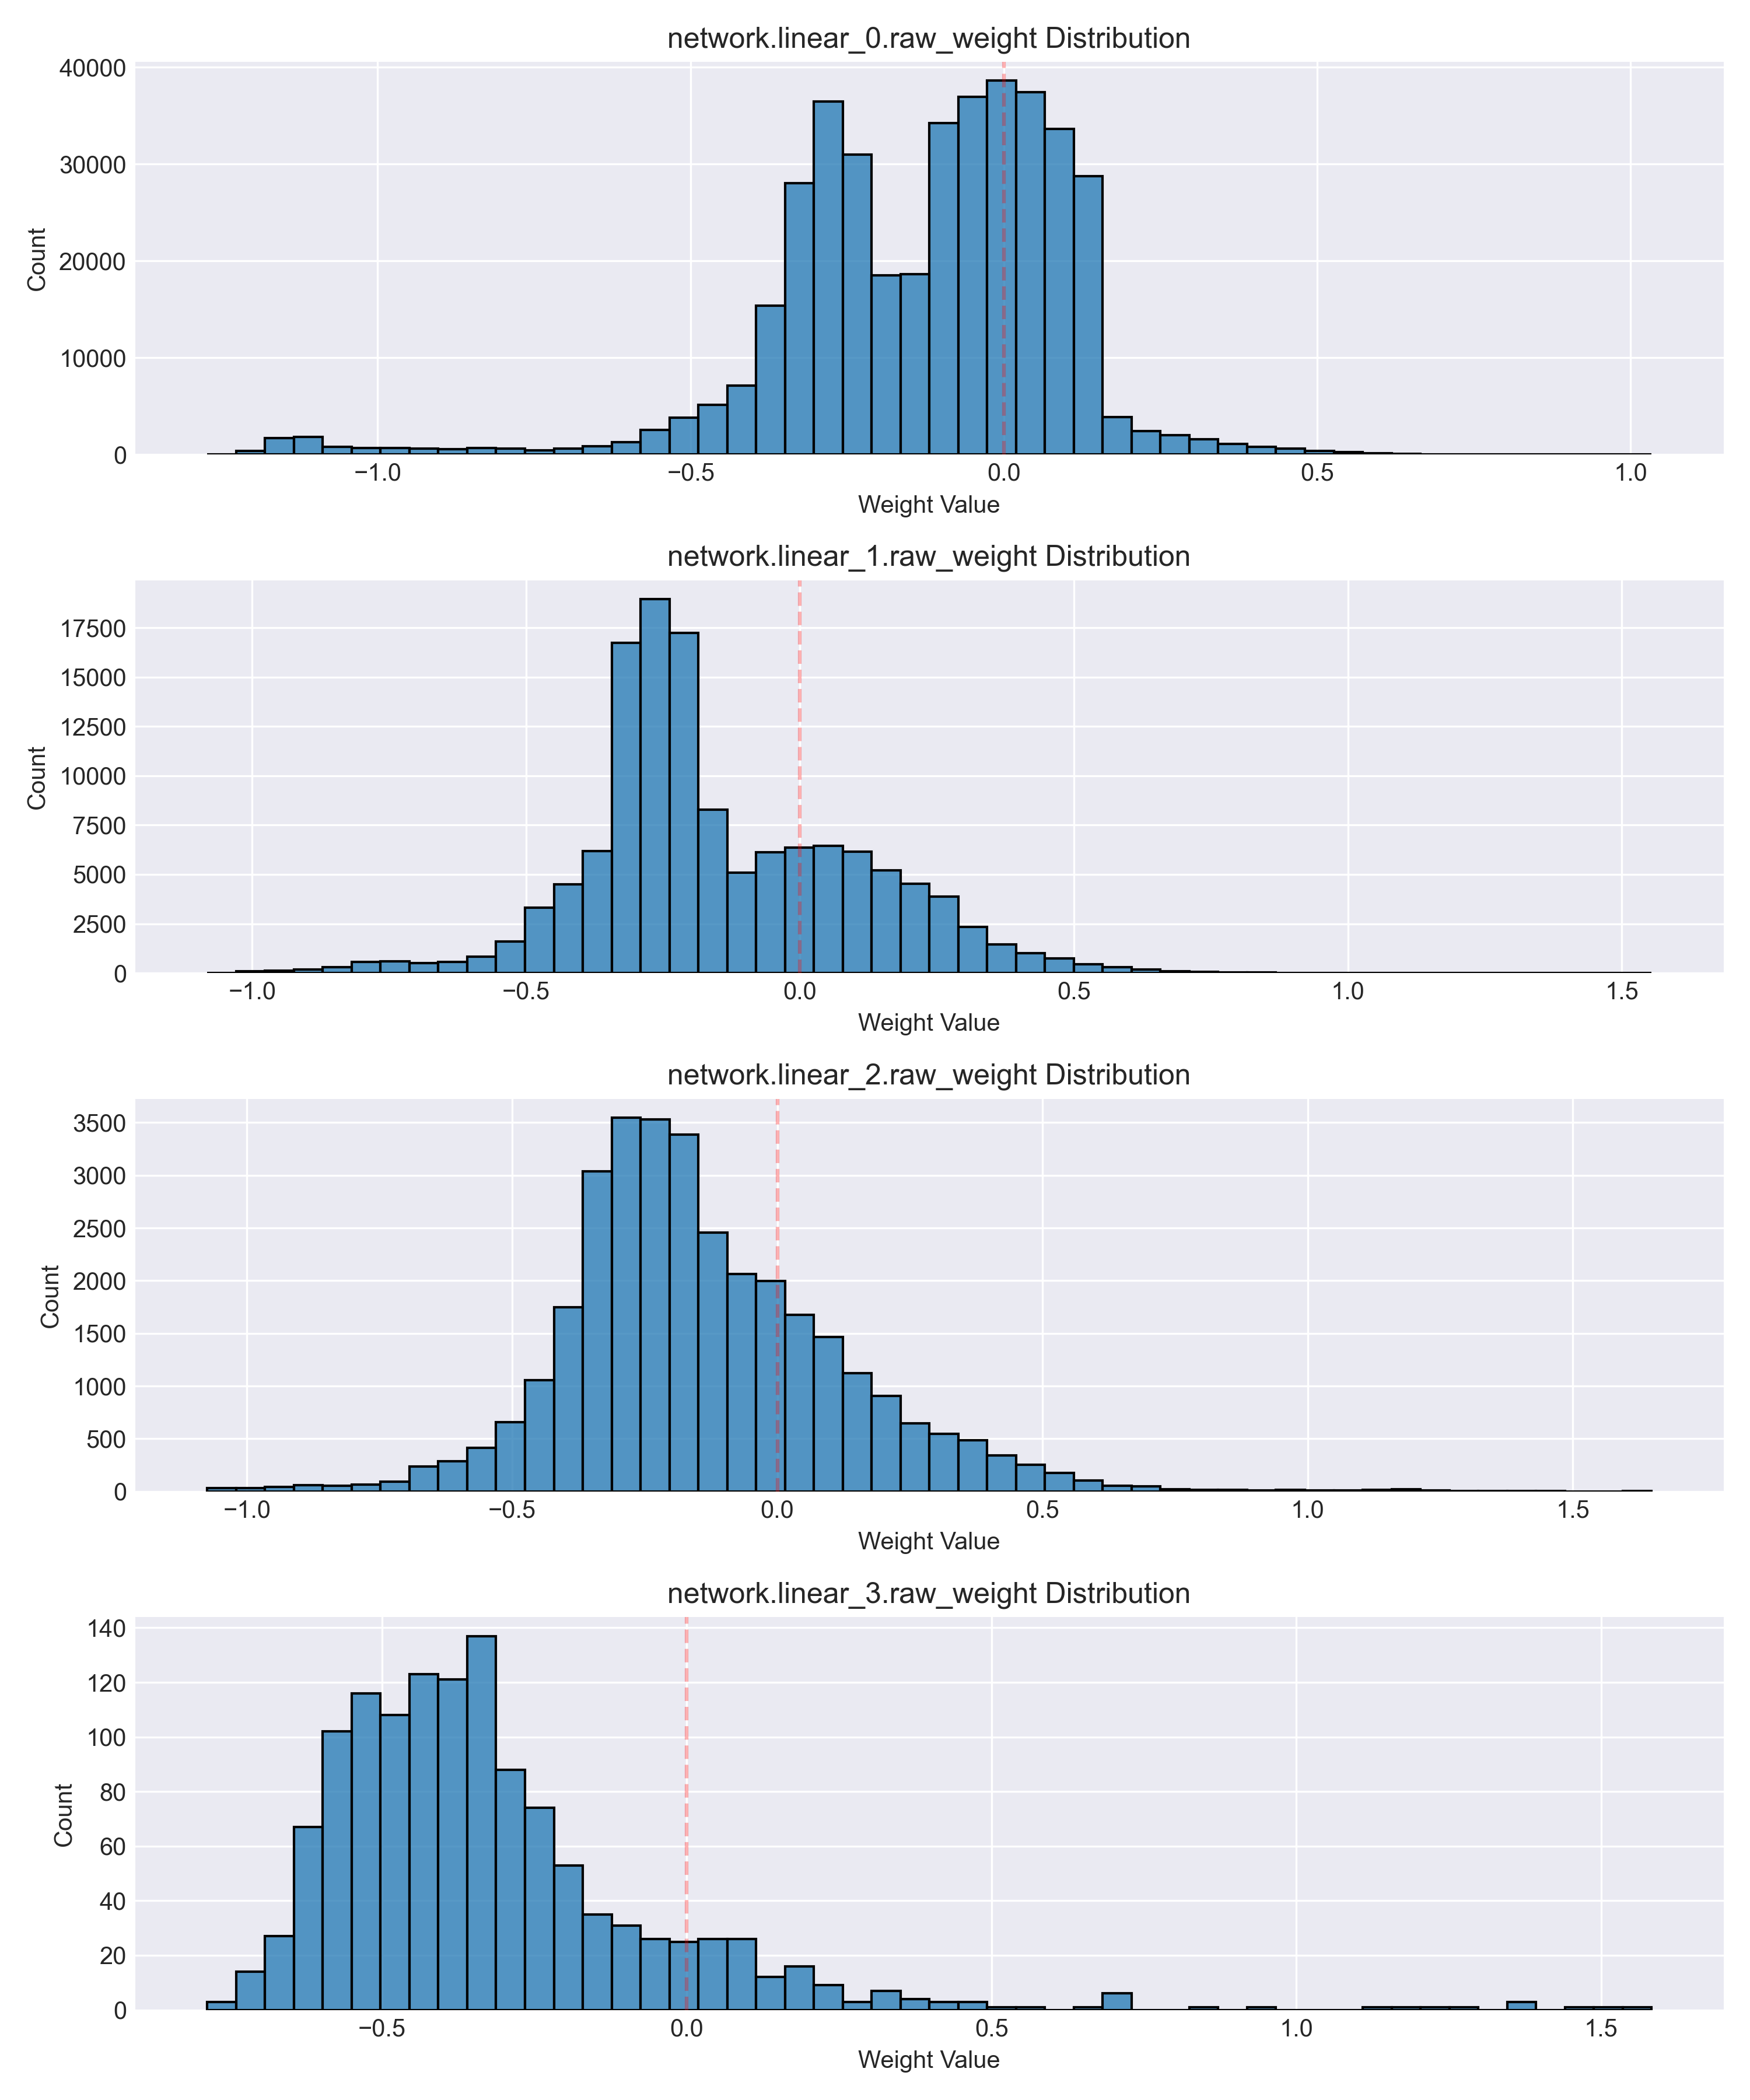 network.linear_0.raw_weight Distribution
40000
30000
20000
10000
0
Count
−1.0 −0.5 0.0 0.5 1.0
Weight Value
network.linear_1.raw_weight Distribution
17500
15000
12500
10000
7500
5000
2500
0
Count
−1.0 −0.5 0.0 0.5 1.0 1.5
Weight Value
network.linear_2.raw_weight Distribution
3500
3000
2500
2000
1500
1000
500
0
Count
−1.0 −0.5 0.0 0.5 1.0 1.5
Weight Value
network.linear_3.raw_weight Distribution
140
120
100
80
60
40
20
0
Count
−0.5 0.0 0.5 1.0 1.5
Weight Value